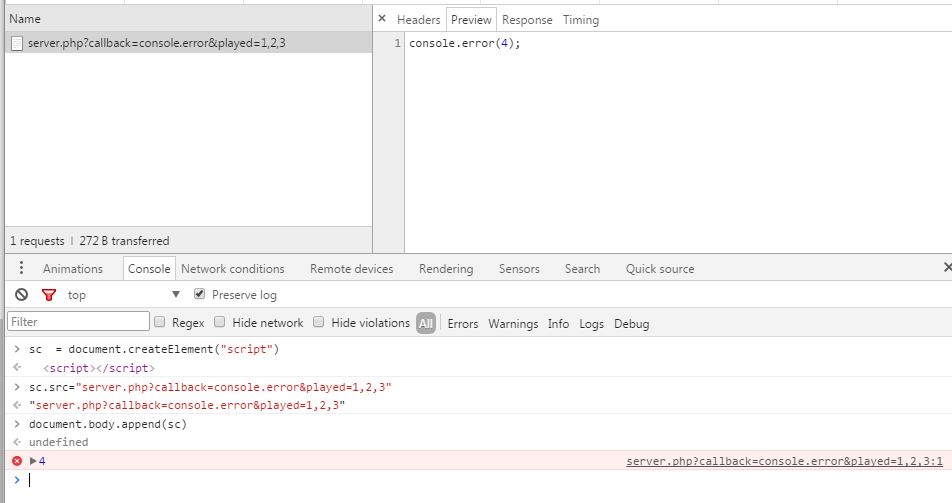 Name
× Headers Preview Response Timing
server.php?callback=console.error&played=1,2,3
1 console.error(4);
1 requests | 272 B transferred
Animations Console Network conditions Remote devices Rendering Sensors Search Quick source ×
top ▼ Preserve log
Filter Regex Hide network Hide violations All Errors Warnings Info Logs Debug
> sc  = document.createElement("script")
<script></script>
> sc.src="server.php?callback=console.error&played=1,2,3"
"server.php?callback=console.error&played=1,2,3"
> document.body.append(sc)
undefined
4 server.php?callback=console.error&played=1,2,3:1
>